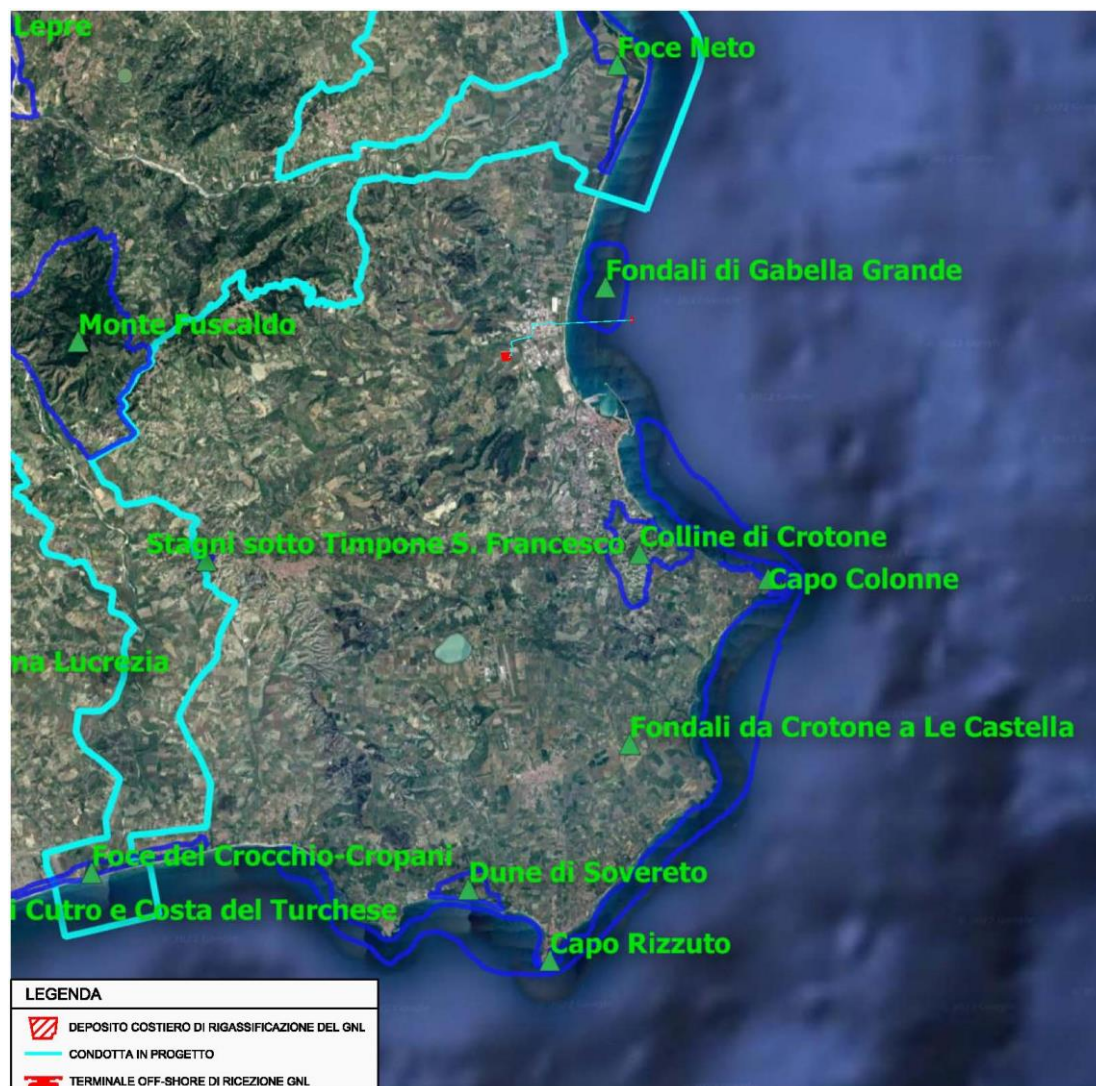 Lepre
Foce Neto
Fondali di Gabella Grande
Monte Fuscaldo
Stagni sotto Timpone S. Francesco
Colline di Crotone
Capo Colonne
na Lucrezia
Fondali da Crotone a Le Castella
Foce del Crocchio-Cropani
Dune di Sovereto
i Cutro e Costa del Turchese
Capo Rizzuto
LEGENDA
DEPOSITO COSTIERO DI RIGASSIFICAZIONE DEL GNL
CONDOTTA IN PROGETTO
TERMINALE OFF-SHORE DI RICEZIONE GNL